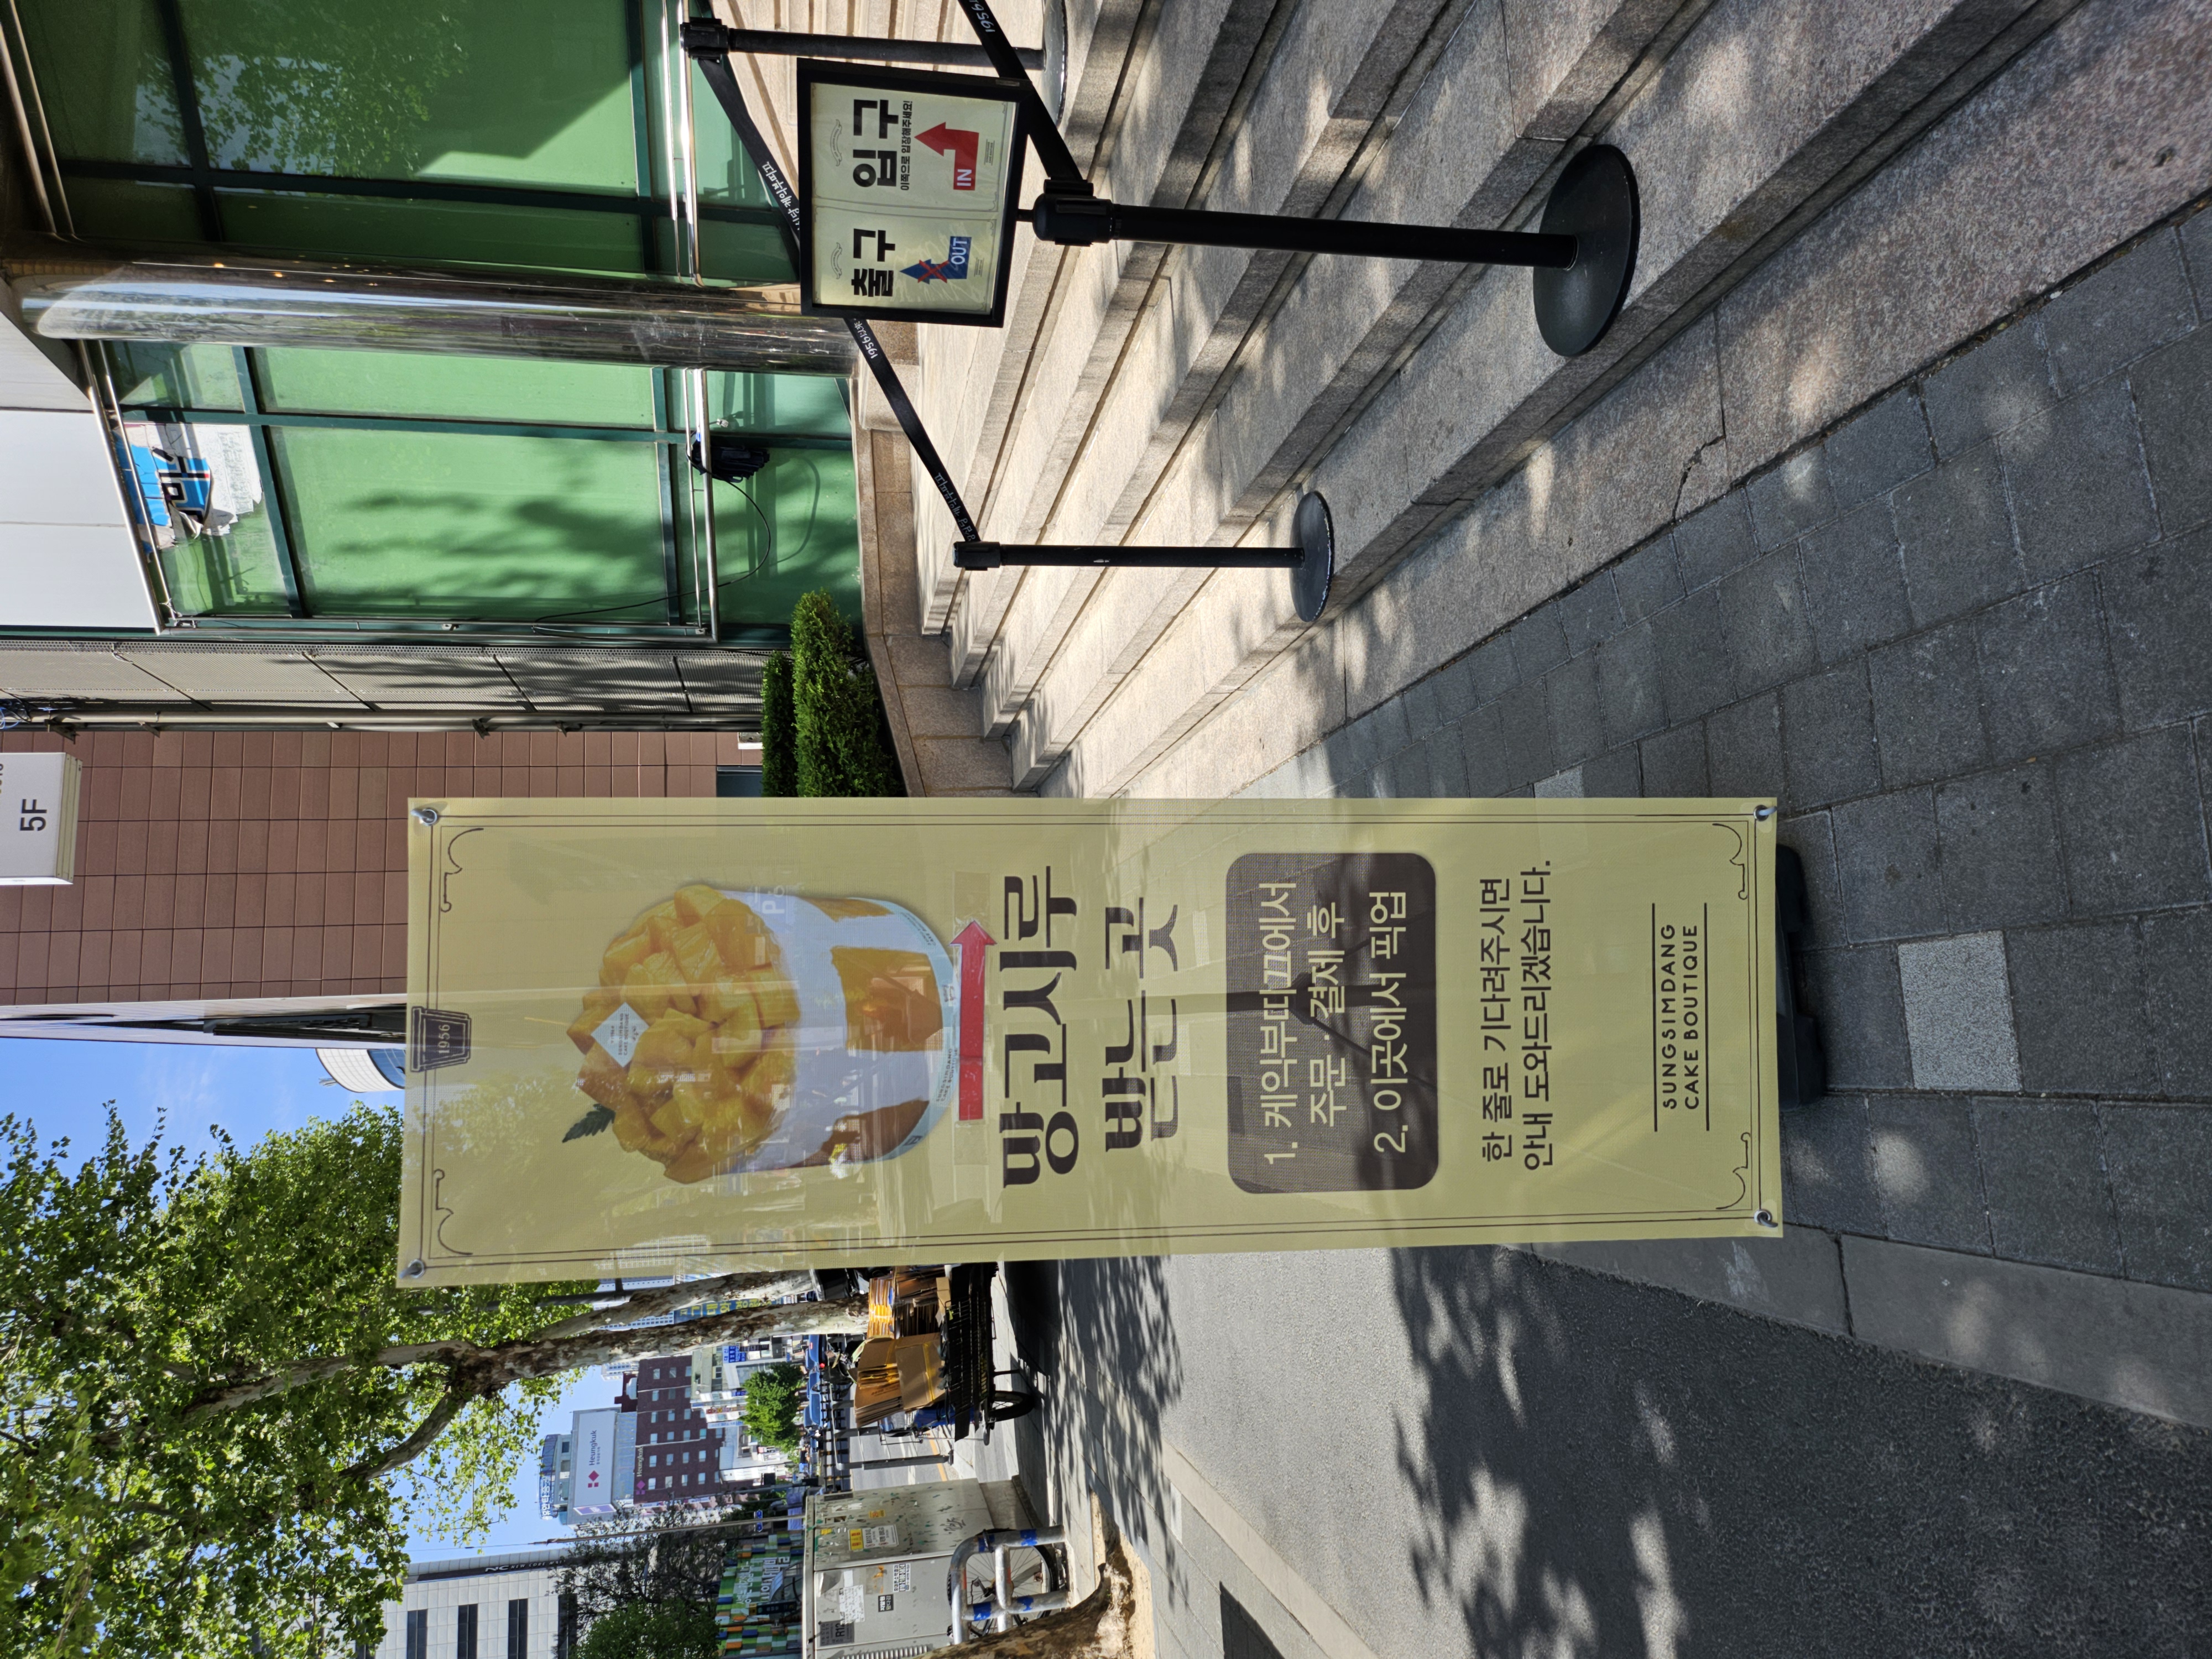 1956
망고시루
받는 곳
1. 케익부띠끄에서
주문·결제 후
2. 이곳에서 픽업
한 줄로 기다려주시면
안내 도와드리겠습니다.
SUNGSIMDANG
CAKE BOUTIQUE
출구
OUT
입구
이쪽으로 입장해주세요!
IN
5F
Heungkuk